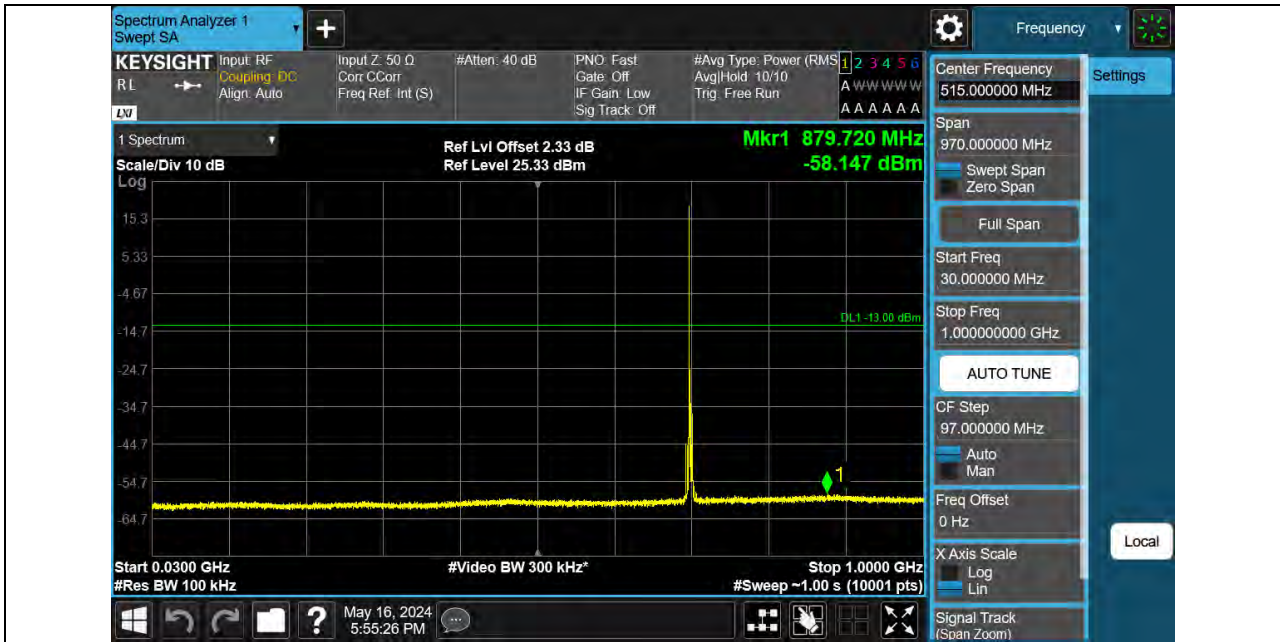 Spectrum Analyzer 1
Swept SA
Frequency
KEYSIGHT
RL
LXI
Input: RF
Coupling: DC
Align: Auto
Input Z: 50 Ω
Corr CCorr
Freq Ref: Int (S)
#Atten: 40 dB
PNO: Fast
Gate: Off
IF Gain: Low
Sig Track: Off
#Avg Type: Power (RMS
Avg|Hold: 10/10
Trig: Free Run
1 2 3 4 5 6
A W W W W W
A A A A A A
1 Spectrum
Scale/Div 10 dB
Log
Ref Lvl Offset 2.33 dB
Ref Level 25.33 dBm
Mkr1 879.720 MHz
-58.147 dBm
15.3
5.33
-4.67
DL1 -13.00 dBm
-14.7
-24.7
-34.7
-44.7
-54.7
1
-64.7
Start 0.0300 GHz
#Video BW 300 kHz*
Stop 1.0000 GHz
#Res BW 100 kHz
#Sweep ~1.00 s (10001 pts)
?
May 16, 2024
5:55:26 PM
Center Frequency
515.000000 MHz
Settings
Span
970.000000 MHz
Swept Span
Zero Span
Full Span
Start Freq
30.000000 MHz
Stop Freq
1.000000000 GHz
AUTO TUNE
CF Step
97.000000 MHz
Auto
Man
Freq Offset
0 Hz
Local
X Axis Scale
Log
Lin
Signal Track
(Span Zoom)